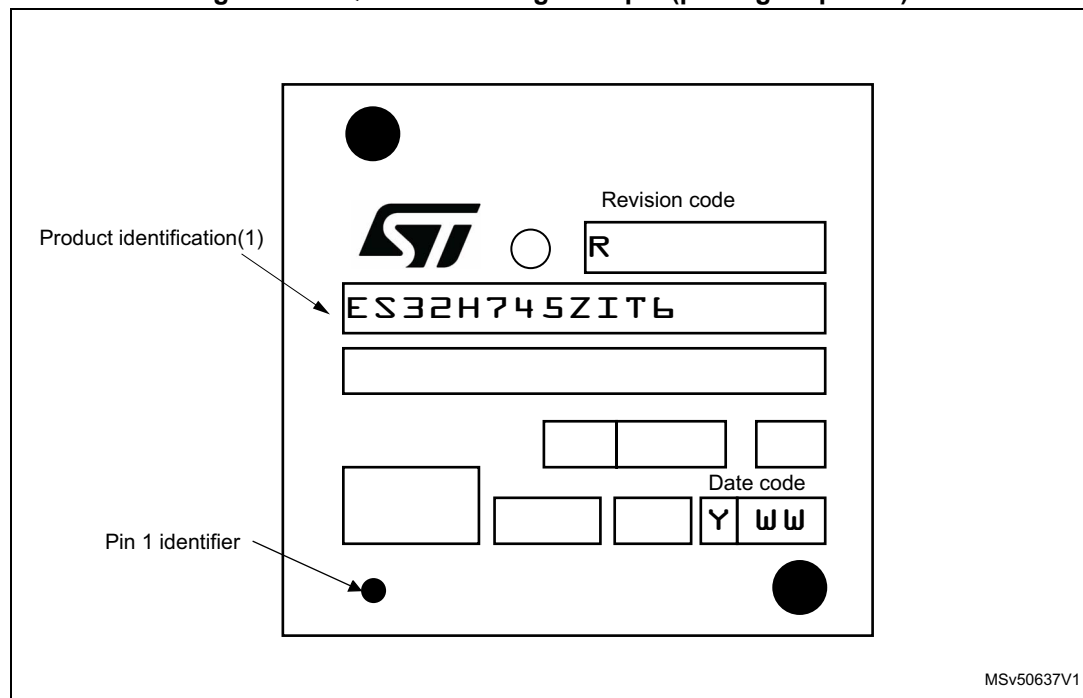 Revision code
Product identification(1)
R
ES32H745ZIT6
Date code
Y WW
Pin 1 identifier
MSv50637V1